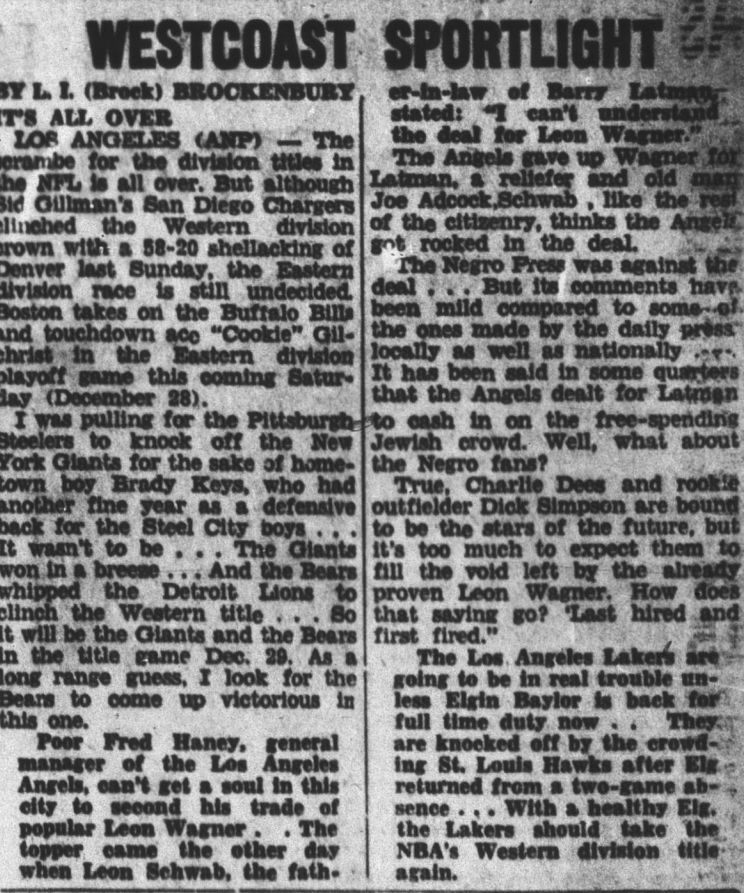 WESTCOAST SPORTLIGHT
BY L. I. (Brock) BROCKENBURY
IT'S ALL OVER
LOS ANGELES (ANP) — The
scramble for the division titles in
the NFL is all over. But although
Sid Gillman's San Diego Chargers
clinched the Western division
crown with a 58-20 shellacking of
Denver last Sunday, the Eastern
division race is still undecided.
Boston takes on the Buffalo Bills
and touchdown ace "Cookie" Gil-
christ in the Eastern division
playoff game this coming Satur-
day (December 28).
I was pulling for the Pittsburgh
Steelers to knock off the New
York Giants for the sake of home-
town boy Brady Keys, who had
another fine year as a defensive
back for the Steel City boys . . .
It wasn't to be . . . The Giants
won in a breeze . . . And the Bears
whipped the Detroit Lions to
clinch the Western title . . . So
it will be the Giants and the Bears
in the title game Dec. 29. As a
long range guess, I look for the
Bears to come up victorious in
this one.
Poor Fred Haney, general
manager of the Los Angeles
Angels, can't get a soul in this
city to second his trade of
popular Leon Wagner . . The
topper came the other day
when Leon Schwab, the fath-
er-in-law of Barry Latman,
stated: "I can't understand
the deal for Leon Wagner."
The Angels gave up Wagner for
Latman, a reliefer and old man
Joe Adcock.Schwab , like the rest
of the citizenry, thinks the Angels
got rocked in the deal.
The Negro Press was against the
deal . . . But its comments have
been mild compared to some of
the ones made by the daily press
locally as well as nationally . . .
It has been said in some quarters
that the Angels dealt for Latman
to cash in on the free-spending
Jewish crowd. Well, what about
the Negro fans?
True, Charlie Dees and rookie
outfielder Dick Simpson are bound
to be the stars of the future, but
it's too much to expect them to
fill the void left by the already
proven Leon Wagner. How does
that saying go? 'Last hired and
first fired."
The Los Angeles Lakers are
going to be in real trouble un-
less Elgin Baylor is back for
full time duty now . . They
are knocked off by the crowd-
ing St. Louis Hawks after Elg
returned from a two-game ab-
sence . . . With a healthy Elg,
the Lakers should take the
NBA's Western division title
again.